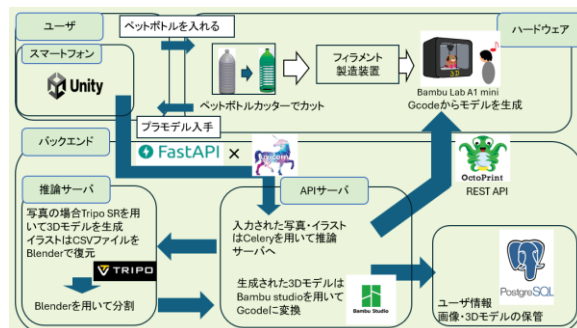 ユーザ
ペットボトルを入れる
ハードウェア
スマートフォン
Unity
フィラメント
製造装置
3D
Bambu Lab A1 mini
Gcodeからモデルを生成
ペットボトルカッターでカット
プラモデル入手
バックエンド
FastAPI ×
OctoPrint
REST API
推論サーバ
APIサーバ
写真の場合Tripo SRを用
いて3Dモデルを生成
イラストはCSVファイルを
Blenderで復元
TRIPO
Blenderを用いて分割
入力された写真・イラスト
はCeleryを用いて推論
サーバへ
生成された3Dモデルは
Bambu studioを用いて
Gcodeに変換
Bambu Studio
PostgreSQL
ユーザ情報
画像・3Dモデルの保管